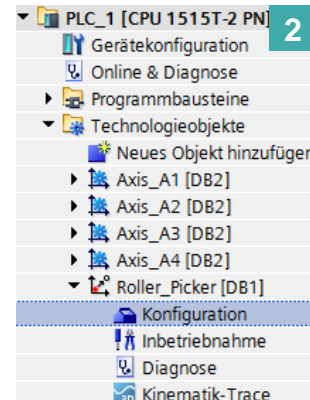 PLC_1 [CPU 1515T-2 PN]
2
Gerätekonfiguration
Online & Diagnose
Programmbausteine
Technologieobjekte
Neues Objekt hinzufügen
Axis_A1 [DB2]
Axis_A2 [DB2]
Axis_A3 [DB2]
Axis_A4 [DB2]
Roller_Picker [DB1]
Konfiguration
Inbetriebnahme
Diagnose
Kinematik-Trace